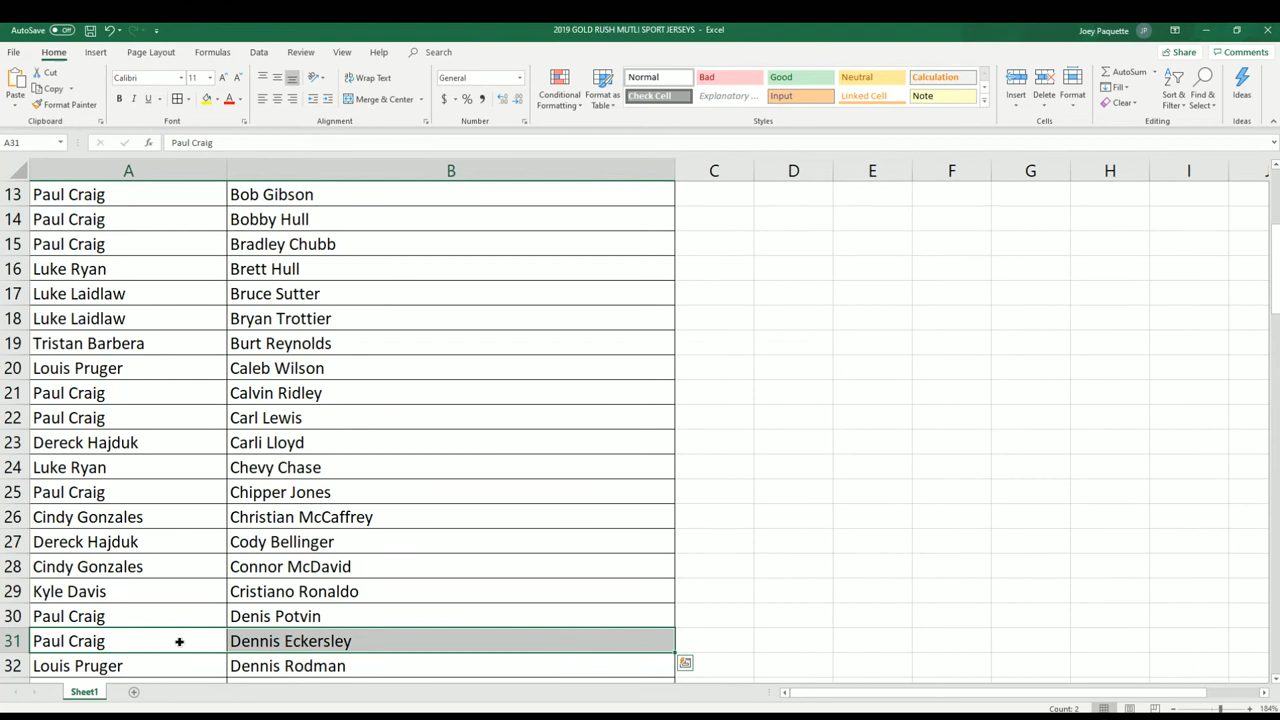 AutoSave Off 2019 GOLD RUSH MUTLI SPORT JERSEYS - Excel Joey Paquette JP
File Home Insert Page Layout Formulas Data Review View Help Search Share Comments
Paste Cut Copy Format Painter Clipboard
Calibri 11 A A B I U A Font
Wrap Text Merge & Center Alignment
General $ % , Number
Conditional Formatting Format as Table Normal Bad Good Neutral Calculation
Check Cell Explanatory ... Input Linked Cell Note Styles
Insert Delete Format Cells
AutoSum Fill Clear Sort & Filter Find & Select Editing
Ideas Ideas
A31 fx Paul Craig
A B C D E F G H I
13 Paul Craig Bob Gibson
14 Paul Craig Bobby Hull
15 Paul Craig Bradley Chubb
16 Luke Ryan Brett Hull
17 Luke Laidlaw Bruce Sutter
18 Luke Laidlaw Bryan Trottier
19 Tristan Barbera Burt Reynolds
20 Louis Pruger Caleb Wilson
21 Paul Craig Calvin Ridley
22 Paul Craig Carl Lewis
23 Dereck Hajduk Carli Lloyd
24 Luke Ryan Chevy Chase
25 Paul Craig Chipper Jones
26 Cindy Gonzales Christian McCaffrey
27 Dereck Hajduk Cody Bellinger
28 Cindy Gonzales Connor McDavid
29 Kyle Davis Cristiano Ronaldo
30 Paul Craig Denis Potvin
31 Paul Craig Dennis Eckersley
32 Louis Pruger Dennis Rodman
Sheet1
Count: 2 184%